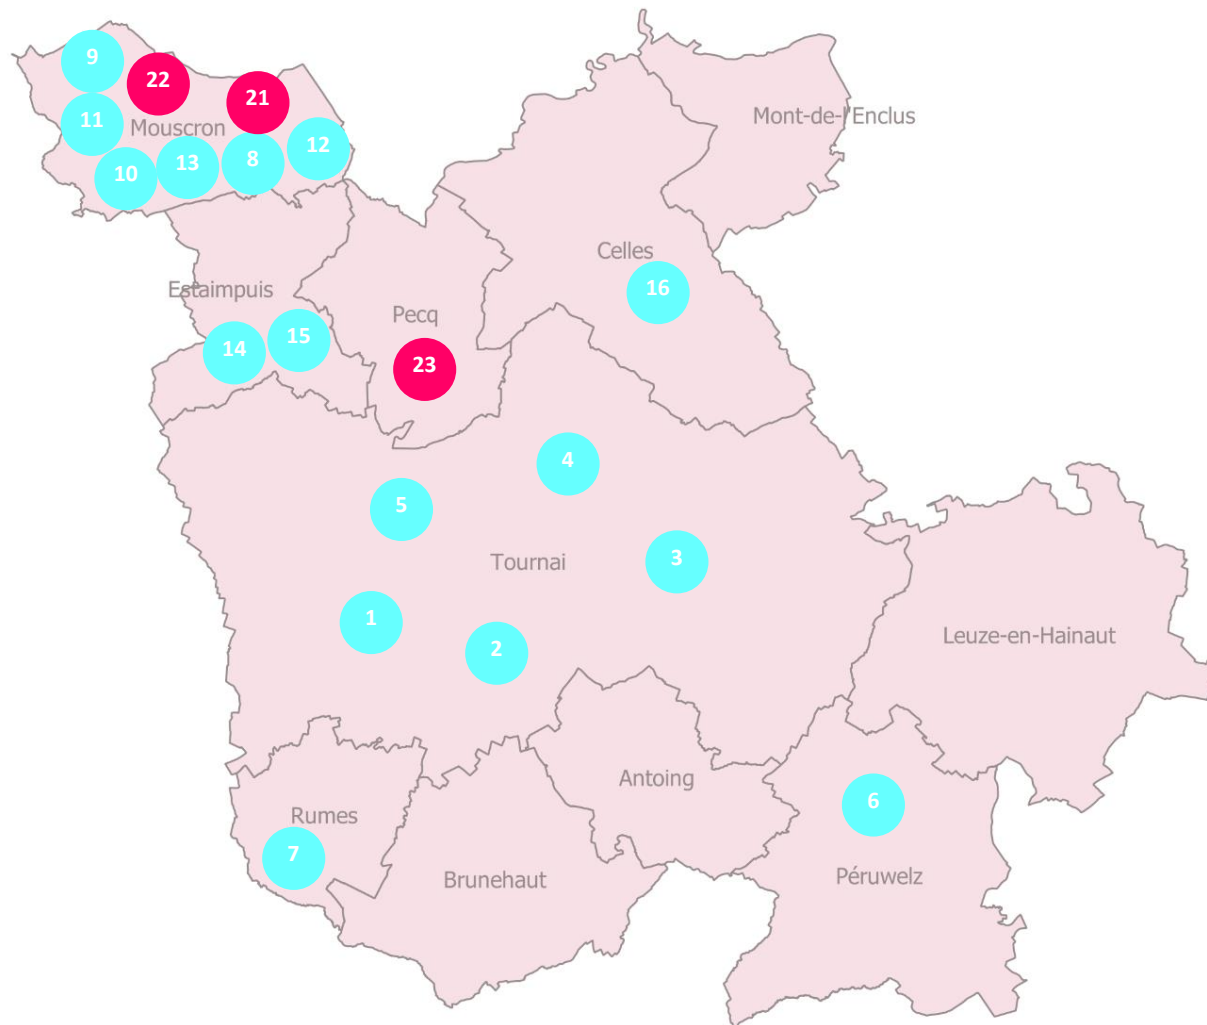 9
22
21
11
Mouscron
Mont-de-l'Enclus
12
13
8
10
Celles
Estaimpuis
16
Pecq
15
14
23
4
5
Tournai
3
1
2
Leuze-en-Hainaut
Antoing
6
Rumes
7
Brunehaut
Péruwelz